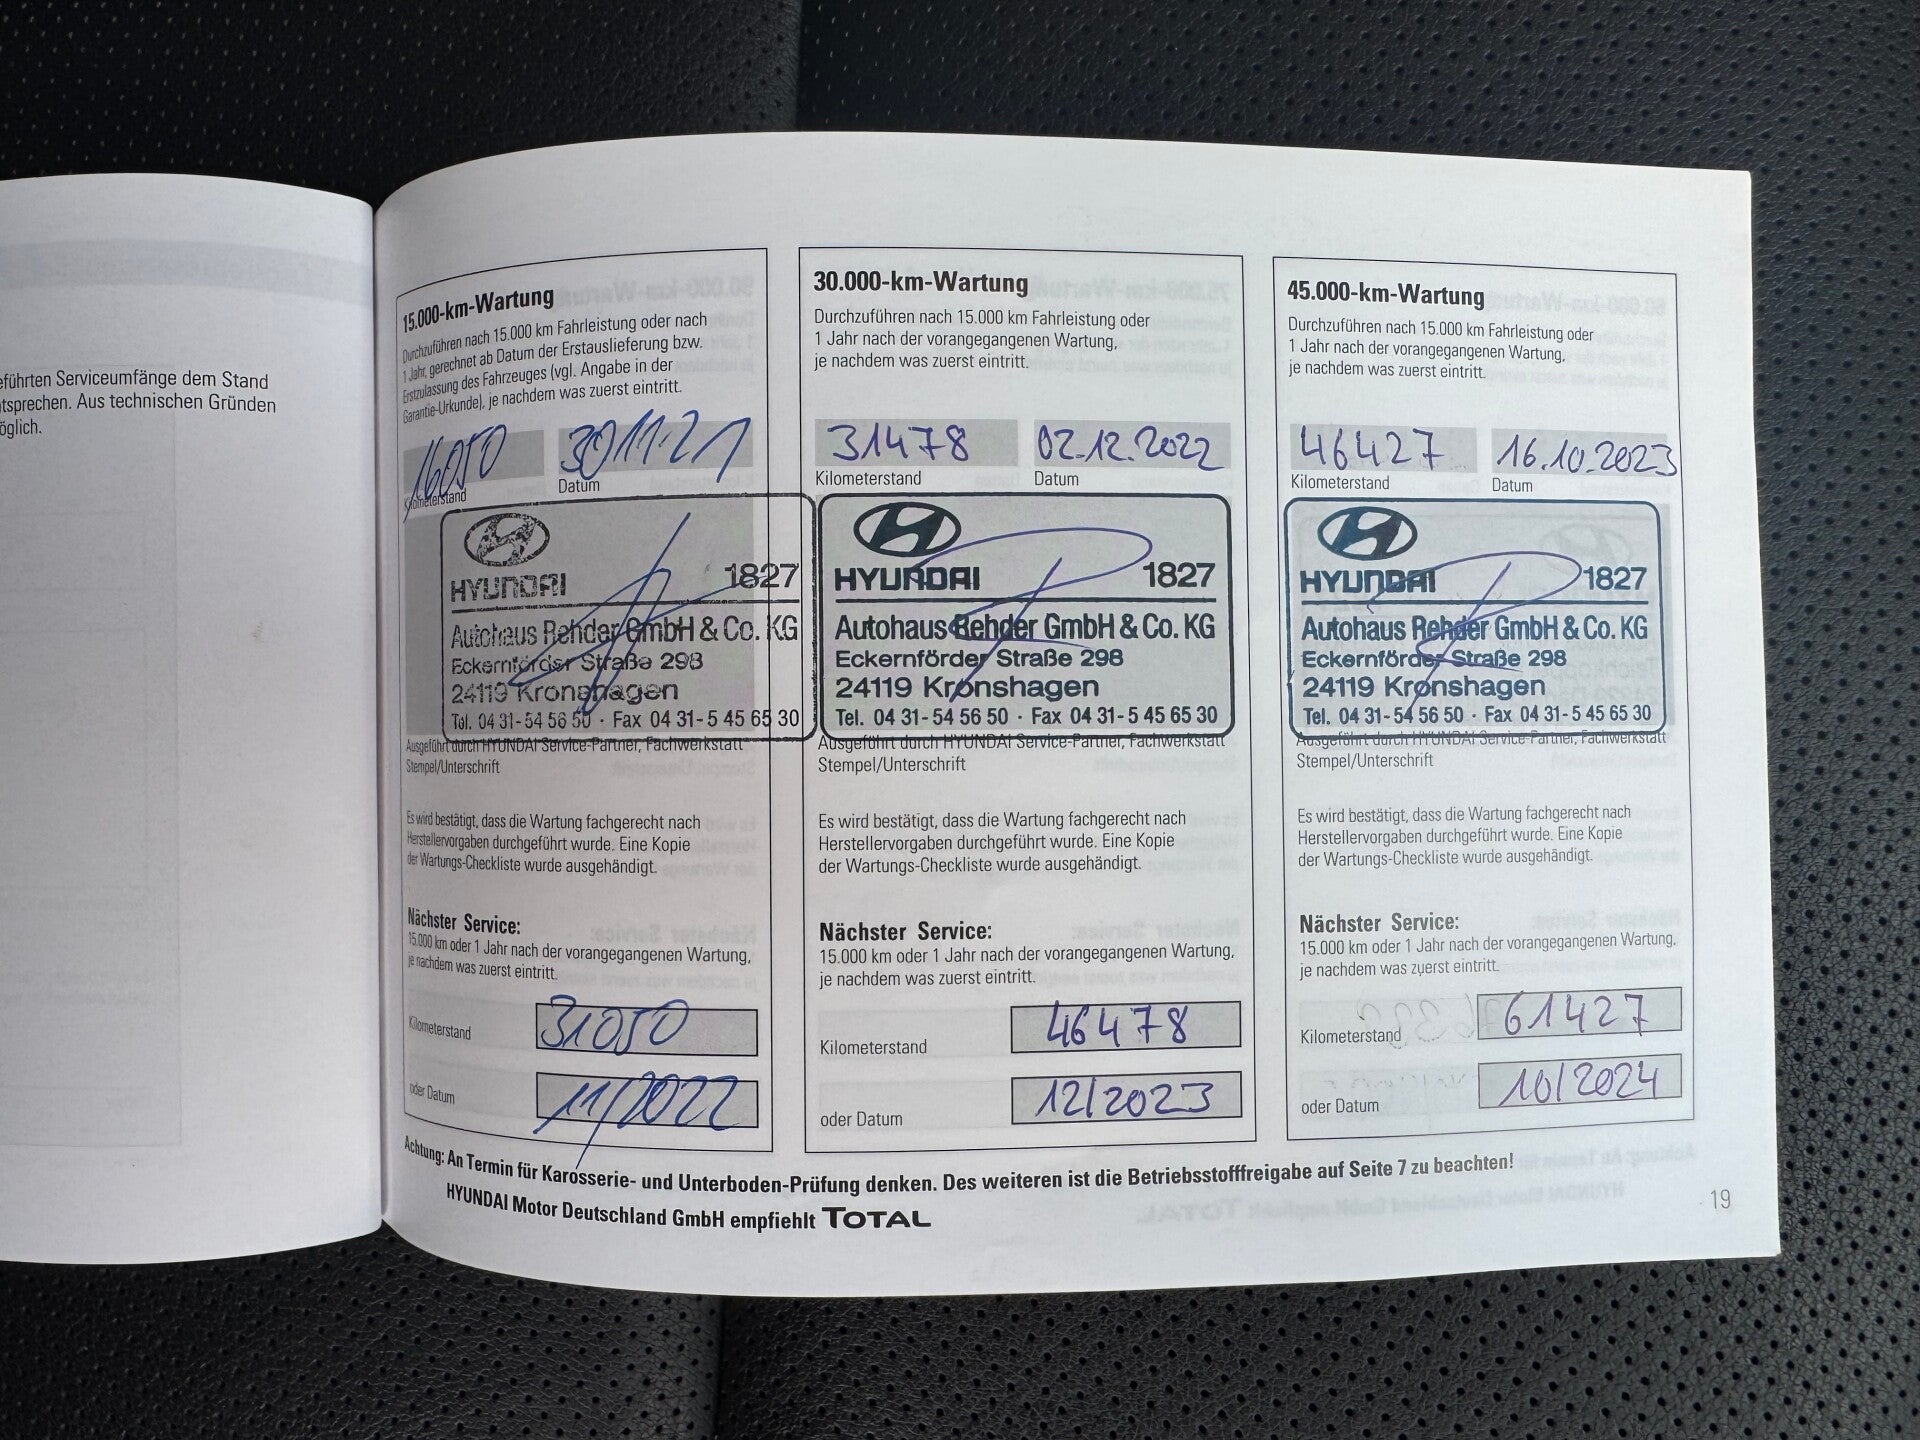 eführten Serviceumfänge dem Stand
ntsprechen. Aus technischen Gründen
öglich.
15.000-km-Wartung
Durchzuführen nach 15.000 km Fahrleistung oder nach
1 Jahr, gerechnet ab Datum der Erstauslieferung bzw.
Erstzulassung des Fahrzeuges (vgl. Angabe in der
Garantie-Urkunde), je nachdem was zuerst eintritt.
16050 30 11.21
Kilometerstand Datum
HYUNDAI 1827
Autohaus Rehder GmbH & Co. KG
Eckernförder Straße 298
24119 Kronshagen
Tel. 04 31-54 56 50 · Fax 04 31-5 45 65 30
Ausgeführt durch HYUNDAI Service-Partner, Fachwerkstatt
Stempel/Unterschrift
Es wird bestätigt, dass die Wartung fachgerecht nach
Herstellervorgaben durchgeführt wurde. Eine Kopie
der Wartungs-Checkliste wurde ausgehändigt.
Nächster Service:
15.000 km oder 1 Jahr nach der vorangegangenen Wartung,
je nachdem was zuerst eintritt.
Kilometerstand 31050
oder Datum 11/2022
30.000-km-Wartung
Durchzuführen nach 15.000 km Fahrleistung oder
1 Jahr nach der vorangegangenen Wartung,
je nachdem was zuerst eintritt.
31478 02.12.2022
Kilometerstand Datum
HYUNDAI 1827
Autohaus Rehder GmbH & Co. KG
Eckernförder Straße 298
24119 Kronshagen
Tel. 04 31-54 56 50 · Fax 04 31-5 45 65 30
Ausgeführt durch HYUNDAI Service-Partner, Fachwerkstatt
Stempel/Unterschrift
Es wird bestätigt, dass die Wartung fachgerecht nach
Herstellervorgaben durchgeführt wurde. Eine Kopie
der Wartungs-Checkliste wurde ausgehändigt.
Nächster Service:
15.000 km oder 1 Jahr nach der vorangegangenen Wartung,
je nachdem was zuerst eintritt.
Kilometerstand 46478
oder Datum 12/2023
45.000-km-Wartung
Durchzuführen nach 15.000 km Fahrleistung oder
1 Jahr nach der vorangegangenen Wartung,
je nachdem was zuerst eintritt.
46427 16.10.2023
Kilometerstand Datum
HYUNDAI 1827
Autohaus Rehder GmbH & Co. KG
Eckernförder Straße 298
24119 Kronshagen
Tel. 04 31-54 56 50 · Fax 04 31-5 45 65 30
Ausgeführt durch HYUNDAI Service-Partner, Fachwerkstatt
Stempel/Unterschrift
Es wird bestätigt, dass die Wartung fachgerecht nach
Herstellervorgaben durchgeführt wurde. Eine Kopie
der Wartungs-Checkliste wurde ausgehändigt.
Nächster Service:
15.000 km oder 1 Jahr nach der vorangegangenen Wartung,
je nachdem was zuerst eintritt.
Kilometerstand 61427
oder Datum 10/2024
Achtung: An Termin für Karosserie- und Unterboden-Prüfung denken. Des weiteren ist die Betriebsstofffreigabe auf Seite 7 zu beachten!
HYUNDAI Motor Deutschland GmbH empfiehlt TOTAL
19